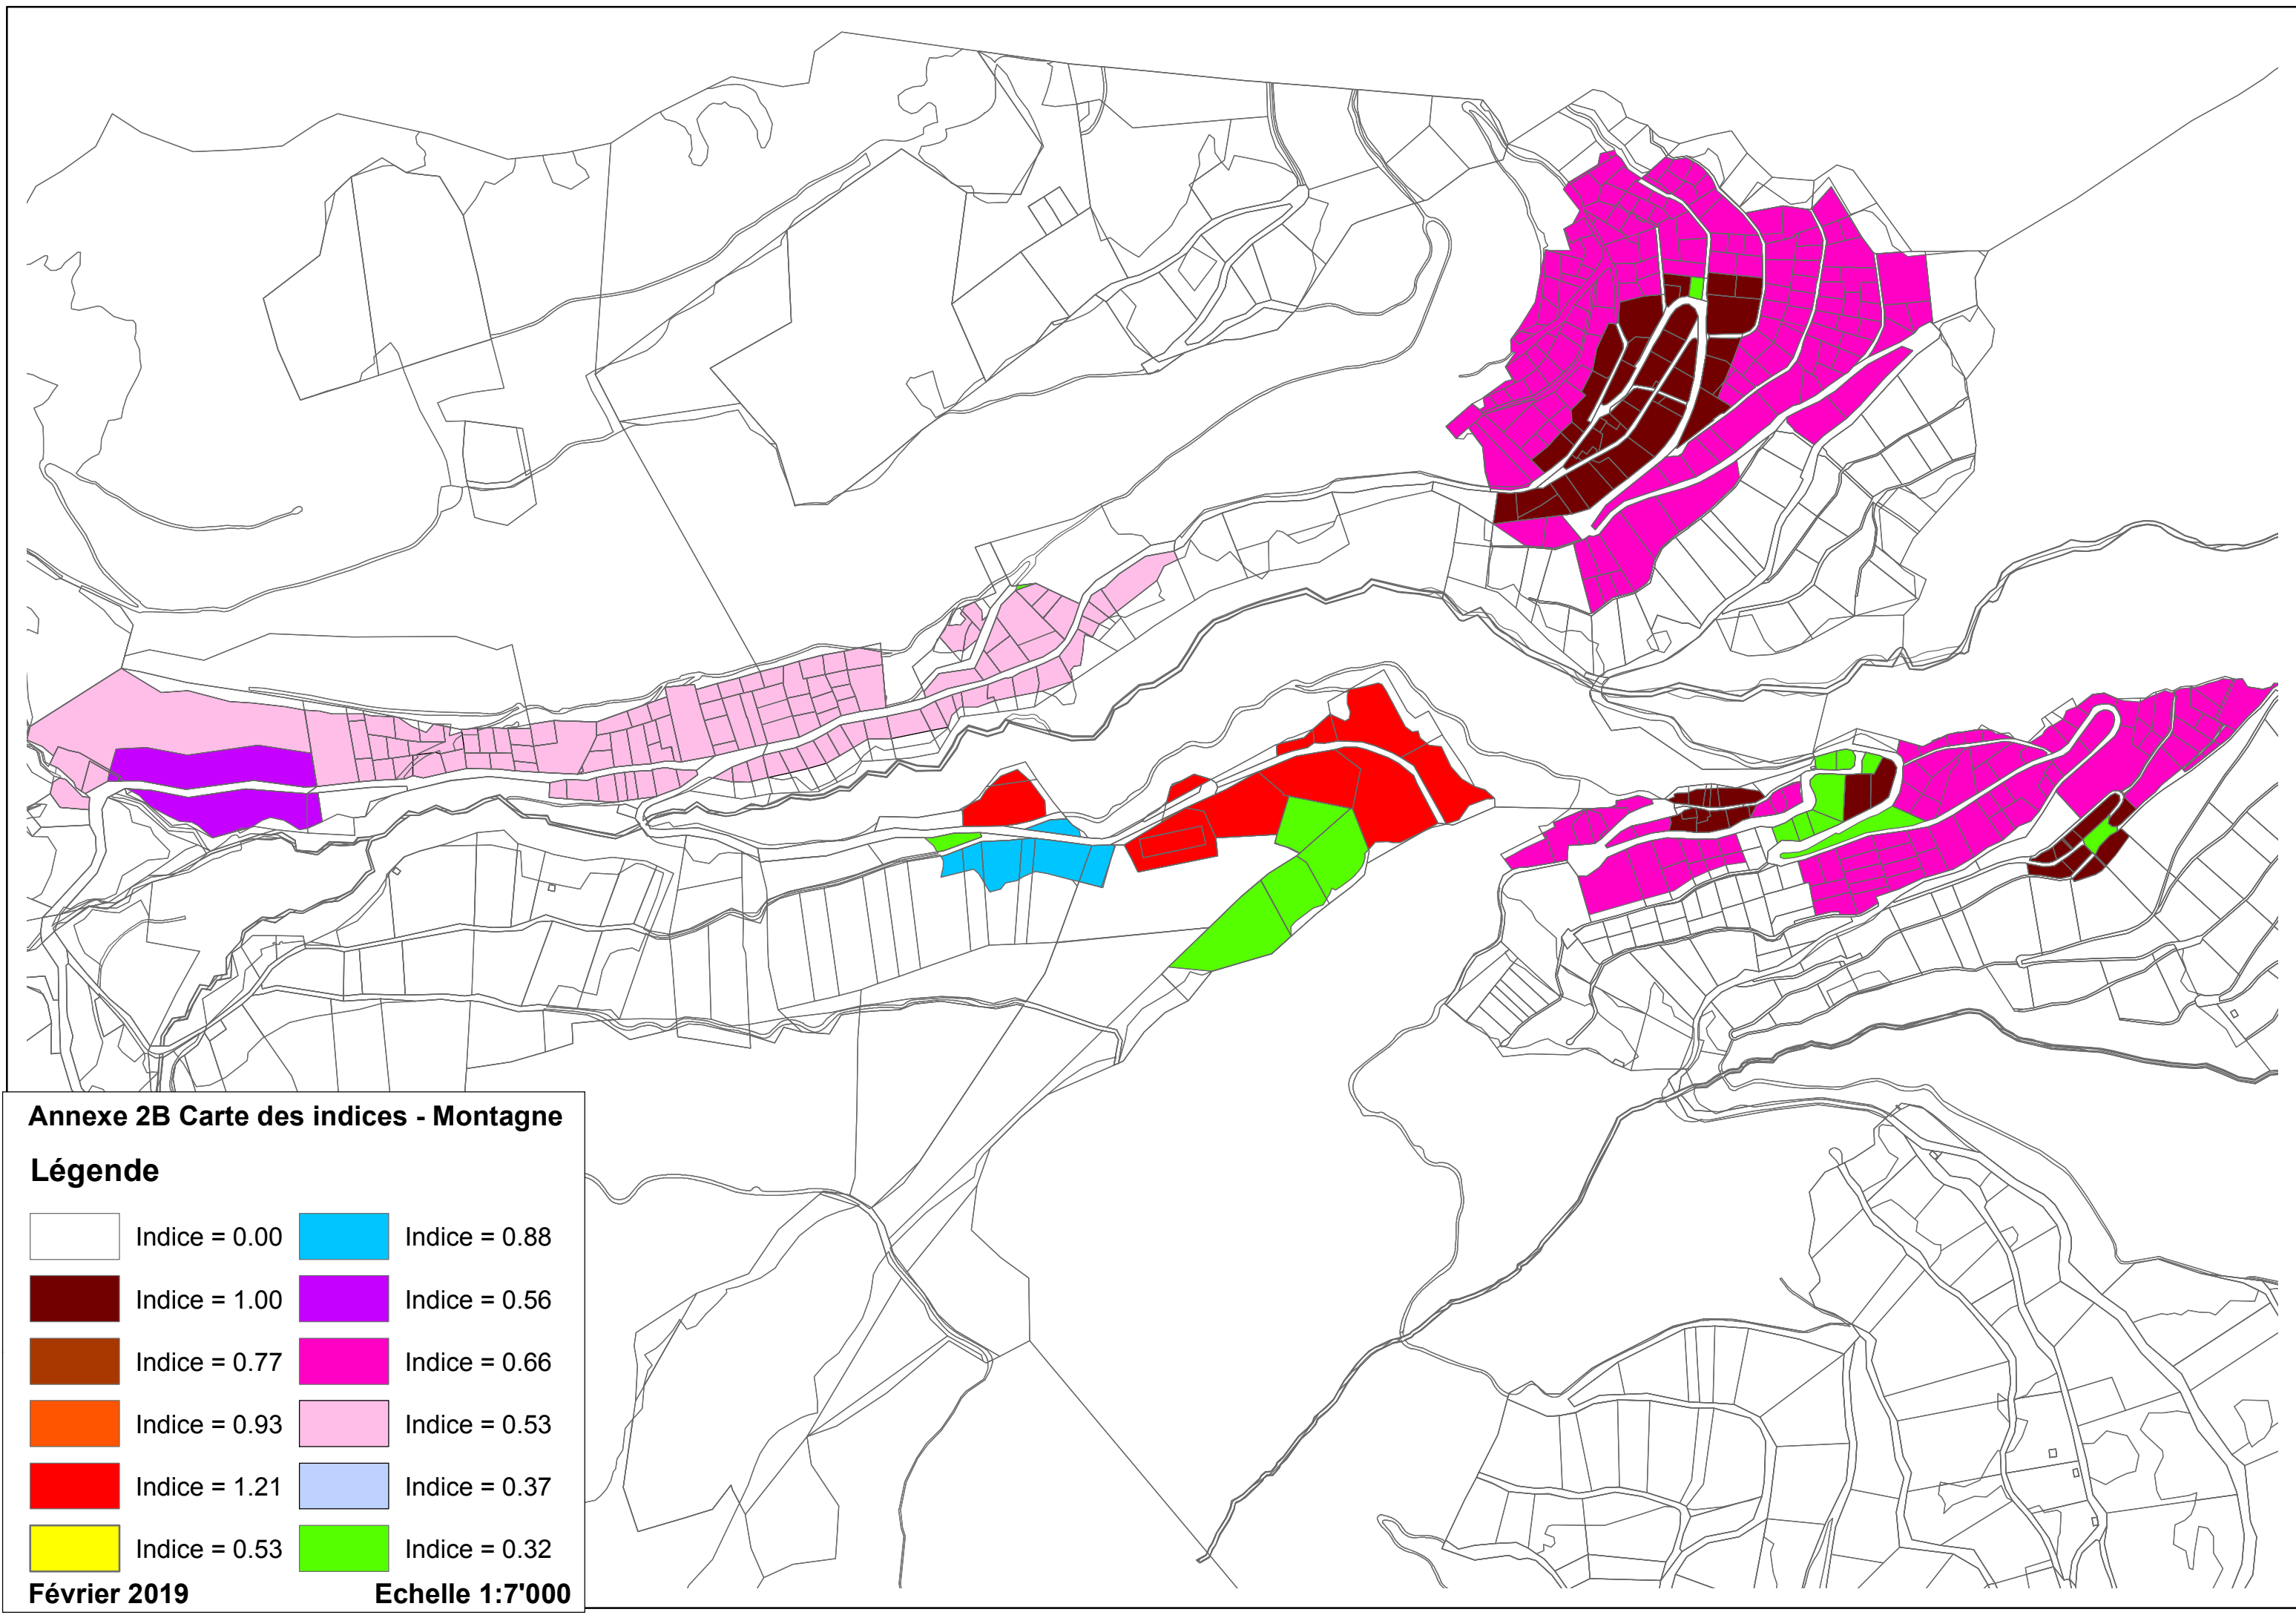 Annexe 2B Carte des indices - Montagne
Légende
Indice = 0.00
Indice = 1.00
Indice = 0.77
Indice = 0.93
Indice = 1.21
Indice = 0.53
Indice = 0.88
Indice = 0.56
Indice = 0.66
Indice = 0.53
Indice = 0.37
Indice = 0.32
Février 2019
Echelle 1:7'000